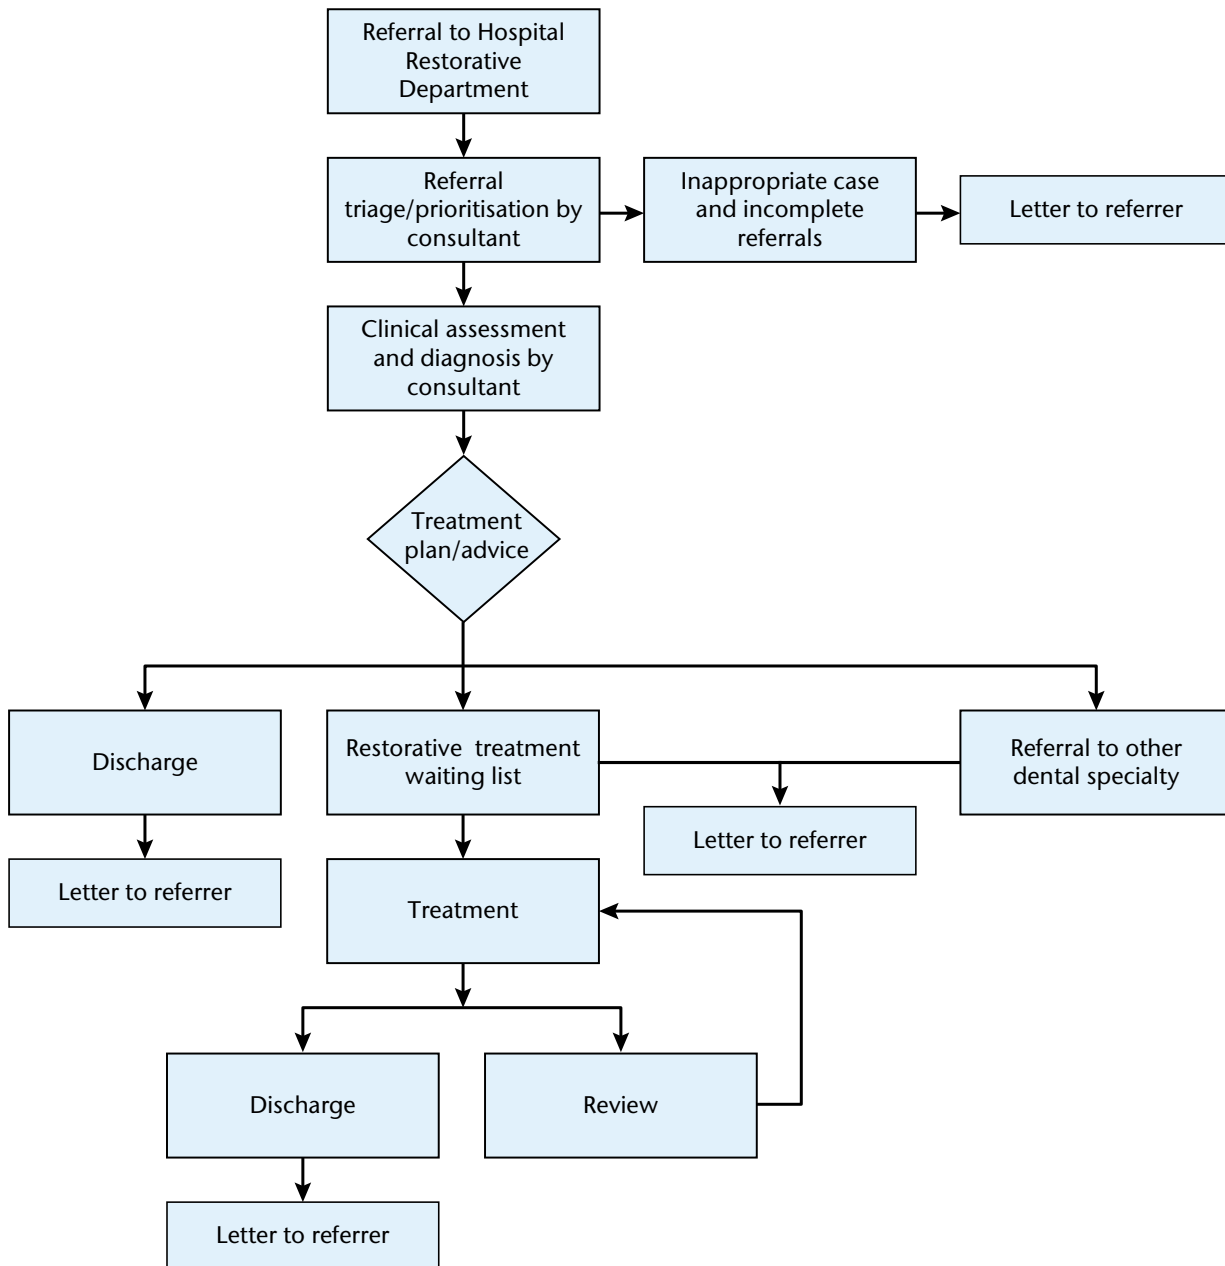 Referral to Hospital
Restorative
Department
Referral
triage/prioritisation by
consultant
Inappropriate case
and incomplete
referrals
Letter to referrer
Clinical assessment
and diagnosis by
consultant
Treatment
plan/advice
Discharge
Restorative treatment
waiting list
Referral to other
dental specialty
Letter to referrer
Letter to referrer
Treatment
Discharge
Review
Letter to referrer